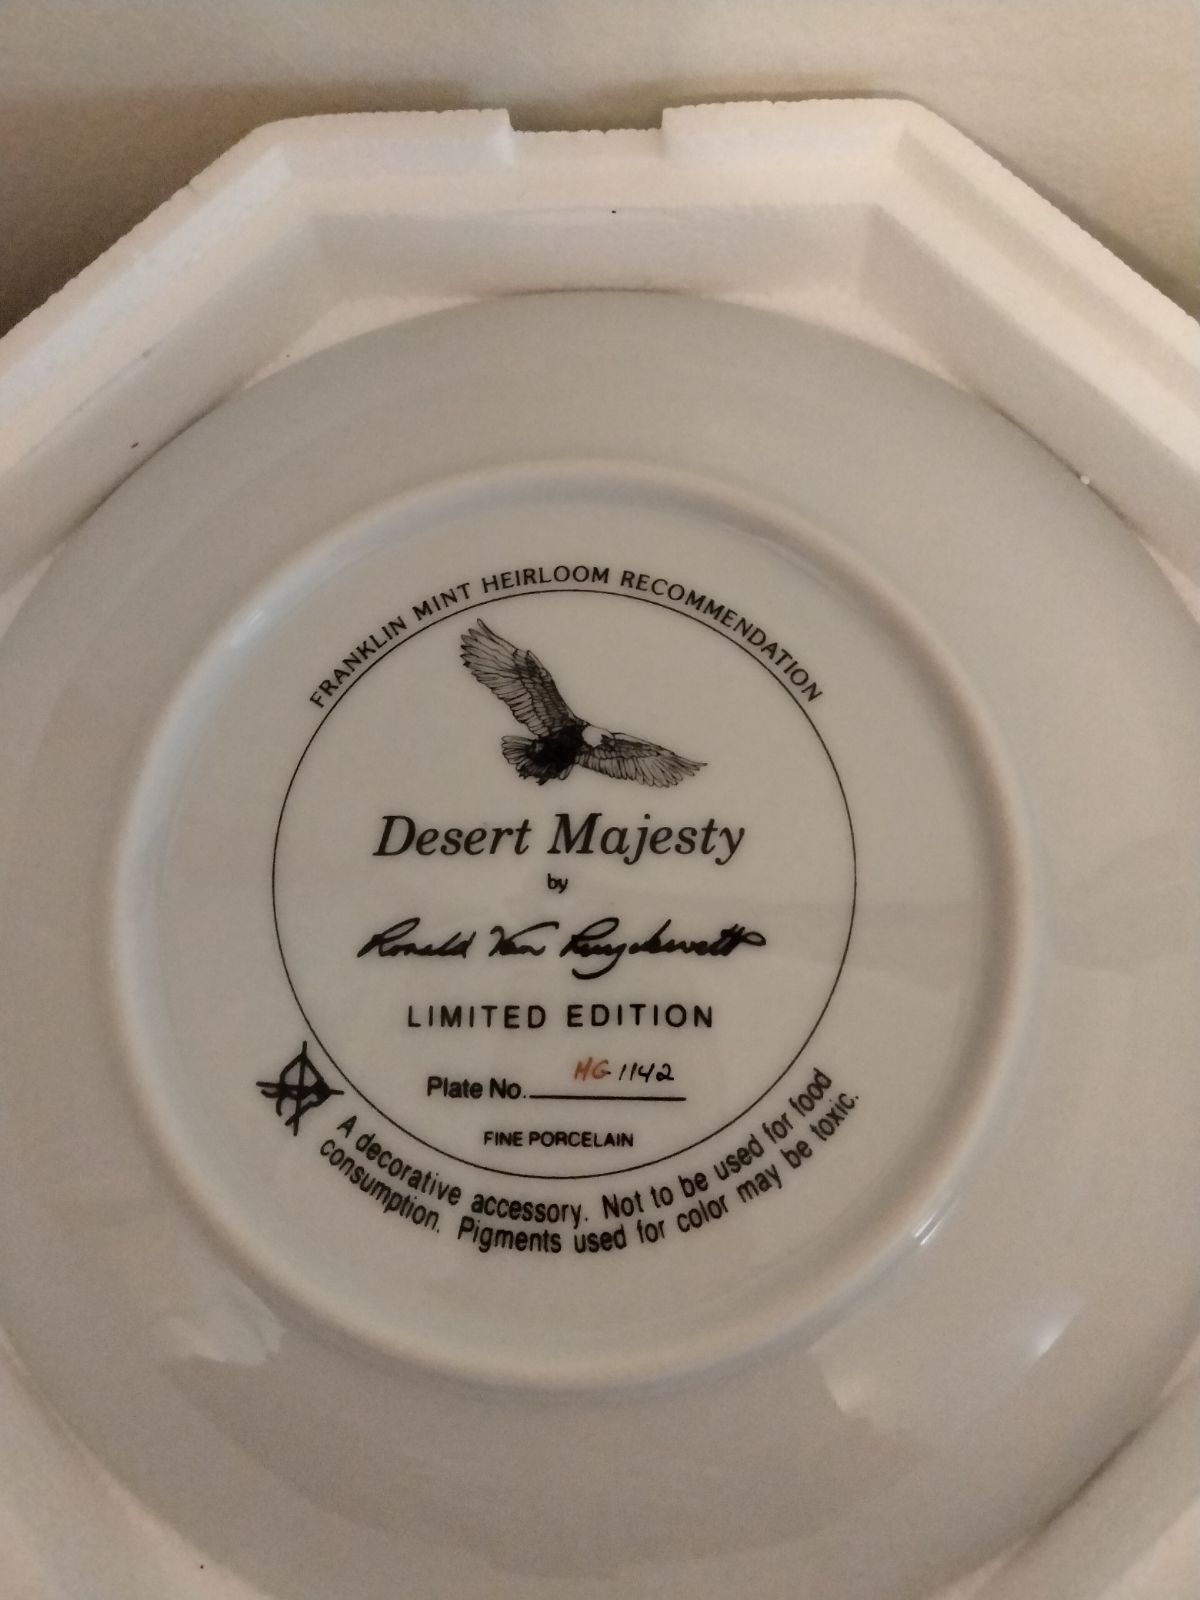 FRANKLIN MINT HEIRLOOM RECOMMENDATION
Desert Majesty
by
Ronald Van Ruyckevelt
LIMITED EDITION
Plate No. HG 1142
FINE PORCELAIN
A decorative accessory. Not to be used for food
consumption. Pigments used for color may be toxic.